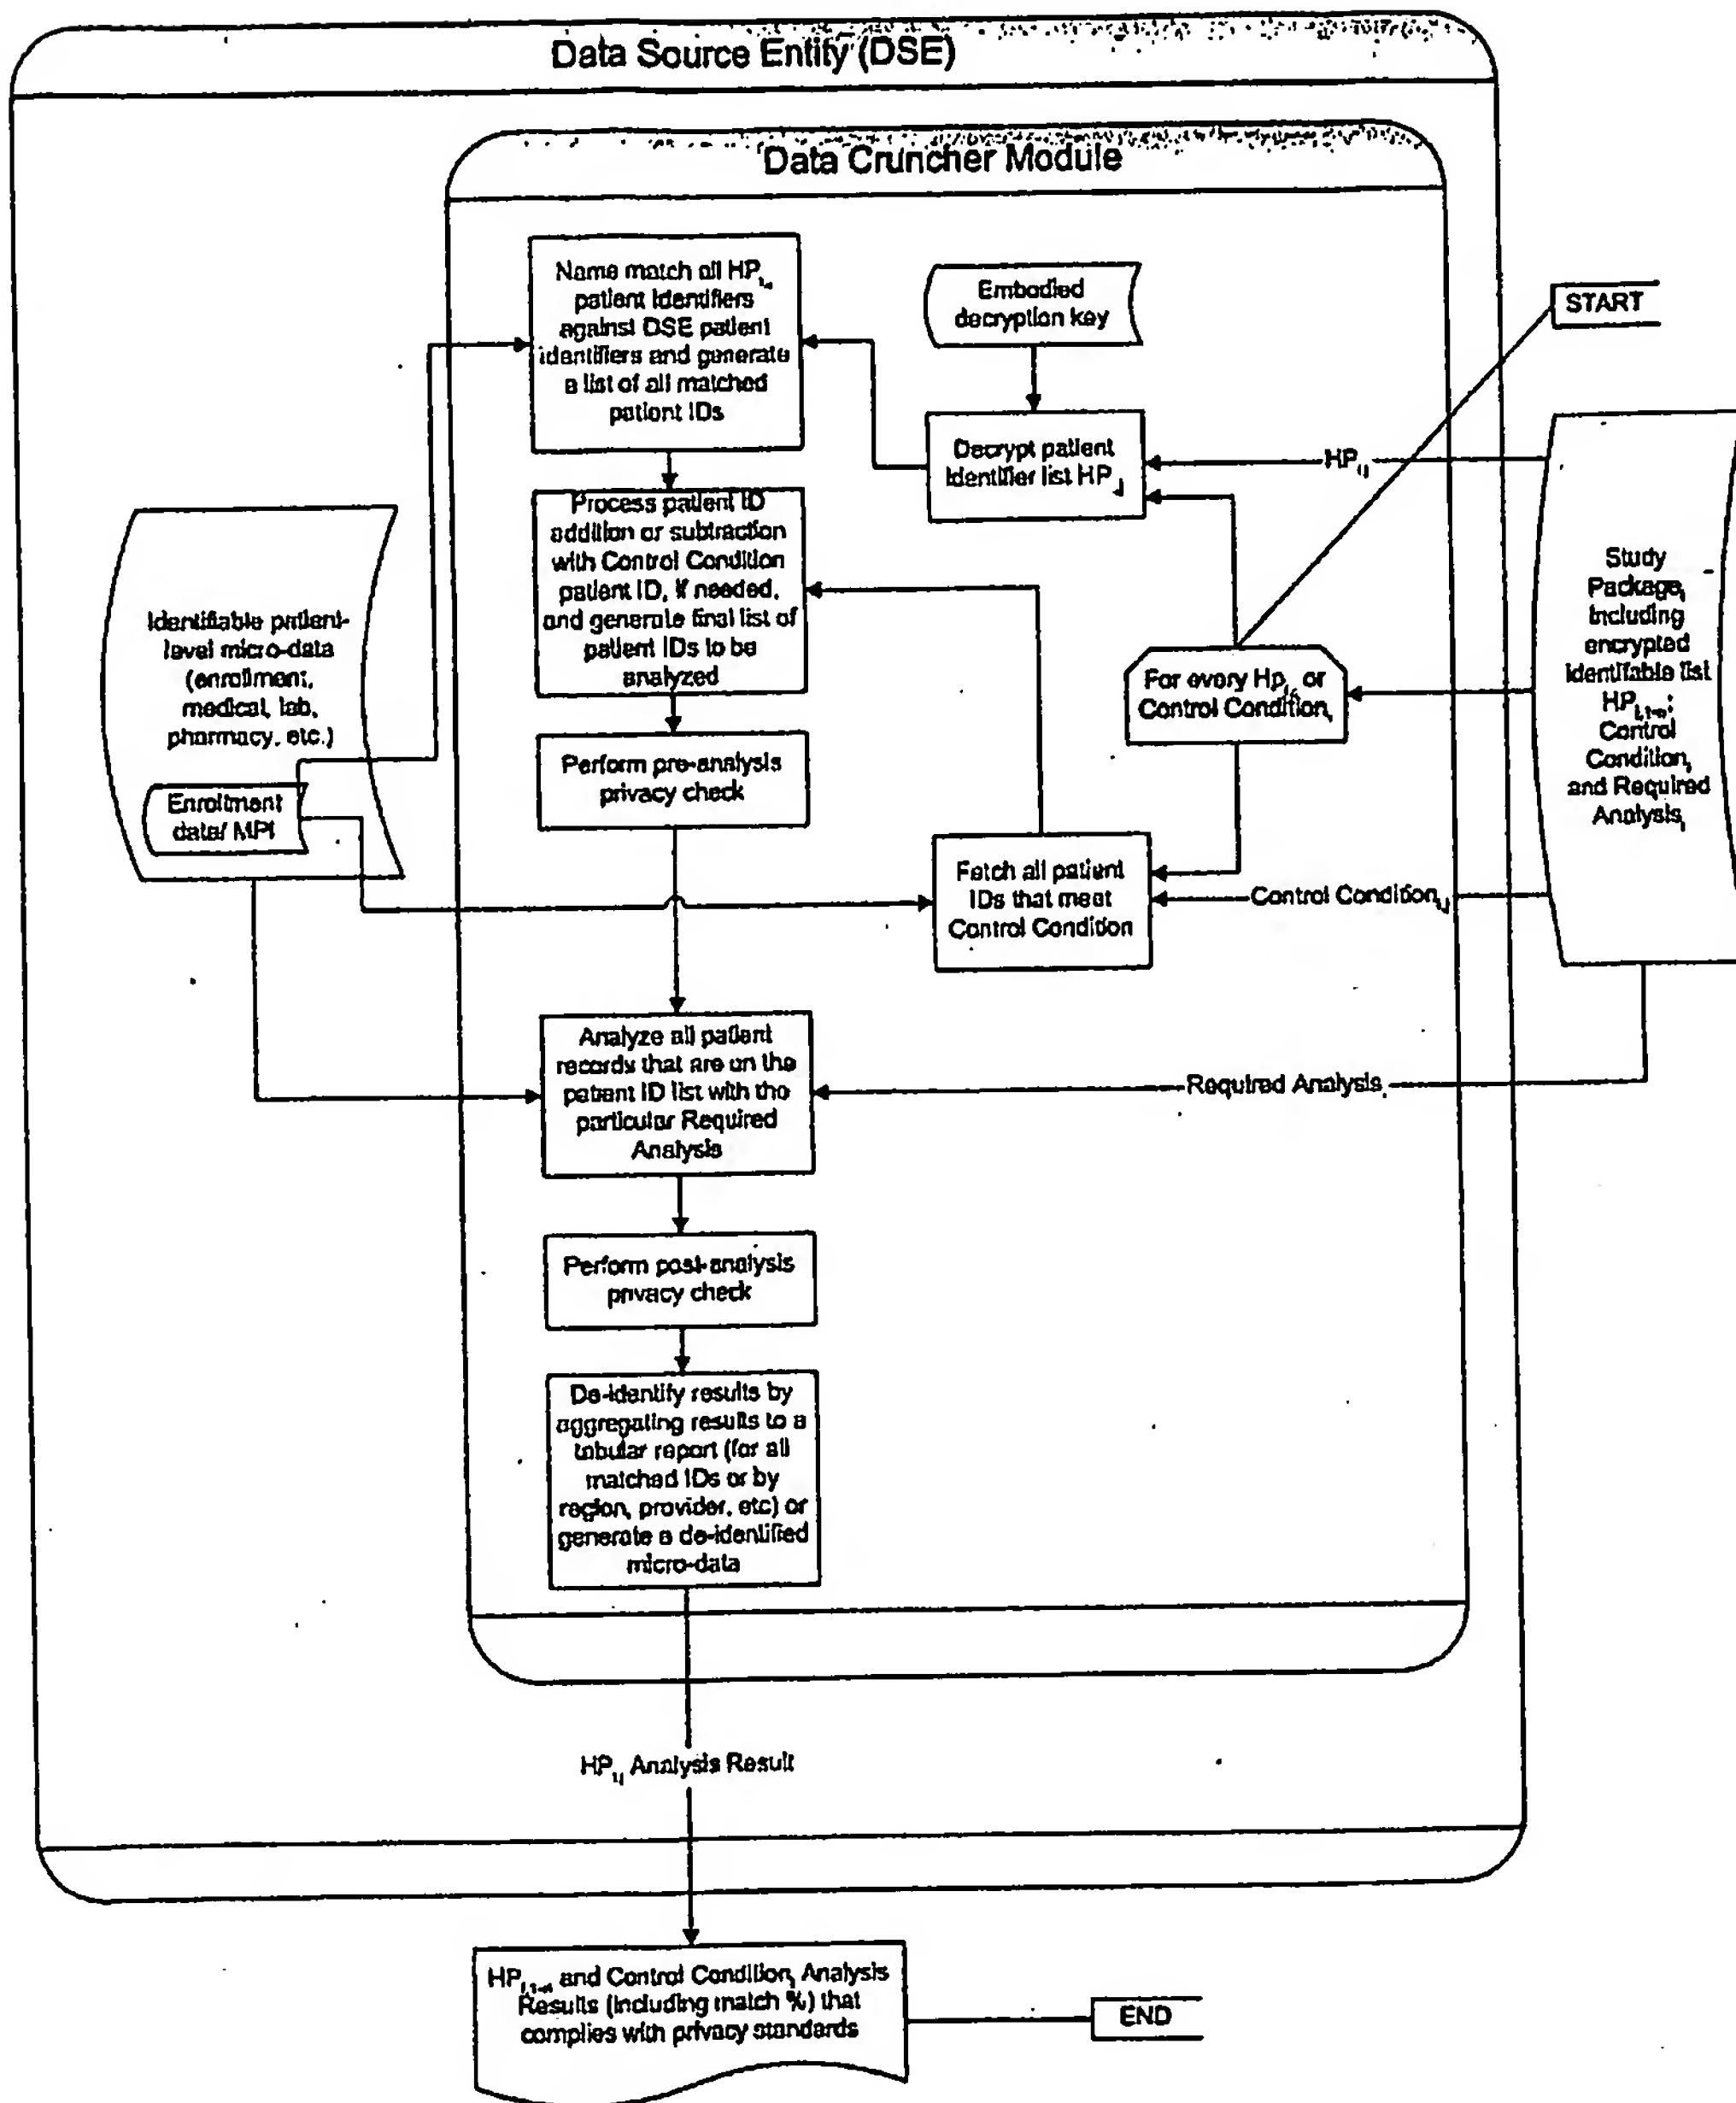 Data Source Entity (DSE)
Data Cruncher Module
Name match all HP
patient identifiers
against DSE patient
identifiers and generate
a list of all matched
patient IDs
Embodied
decryption key
START
Decrypt patient
identifier list HP
HP
Process patient ID
addition or subtraction
with Control Condition
patient ID, if needed,
and generate final list of
patient IDs to be
analyzed
For every Hp or
Control Condition
Study
Package,
including
encrypted
identifiable list
HP
Control
Condition,
and Required
Analysis
Identifiable patient-
level micro-data
(enrollment,
medical, lab,
pharmacy, etc.)
Enrollment
data/ MPI
Perform pre-analysis
privacy check
Fetch all patient
IDs that meet
Control Condition
Control Condition
Analyze all patient
records that are on the
patient ID list with the
particular Required
Analysis
Required Analysis
Perform post-analysis
privacy check
De-identify results by
aggregating results to a
tabular report (for all
matched IDs or by
region, provider, etc) or
generate a de-identified
micro-data
HP Analysis Result
HP and Control Condition Analysis
Results (including match %) that
complies with privacy standards
END